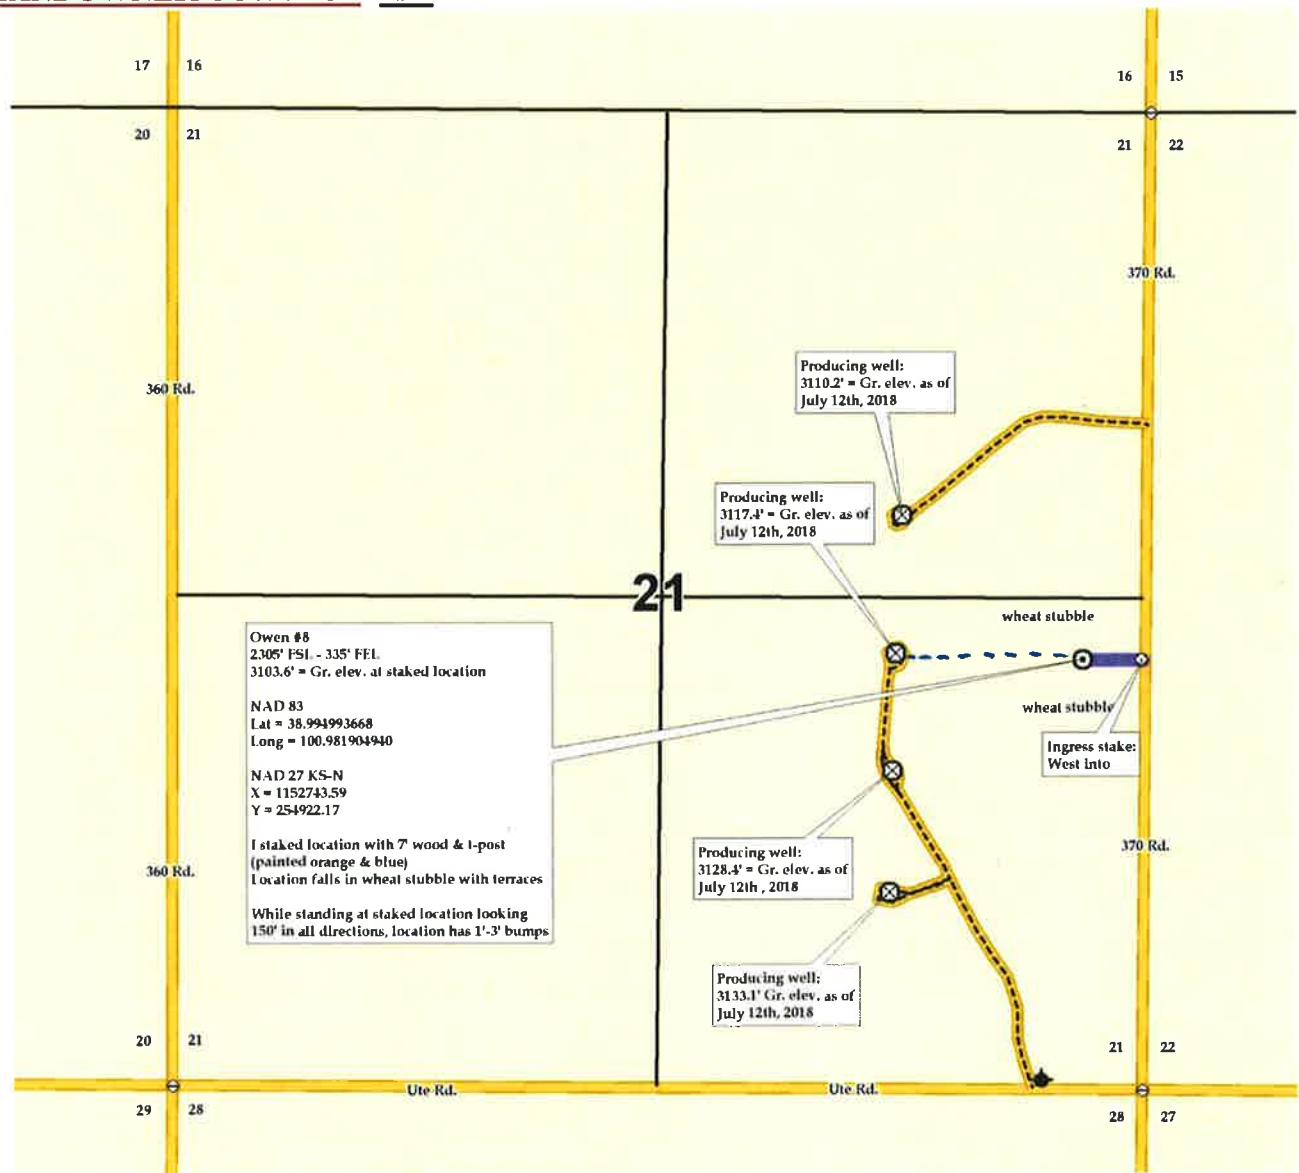 17 16
16 15
20 21
21 22
370 Rd.
360 Rd.
Producing well:
3110.2' = Gr. elev. as of
July 12th, 2018
Producing well:
3117.4' = Gr. elev. as of
July 12th, 2018
21
wheat stubble
Owen #8
2305' FSL - 335' FEL
3103.6' = Gr. elev. at staked location
NAD 83
Lat = 38.994993668
Long = 100.981904940
NAD 27 KS-N
X = 1152743.59
Y = 254922.17
I staked location with 7' wood & t-post
(painted orange & blue)
Location falls in wheat stubble with terraces
While standing at staked location looking
150' in all directions, location has 1'-3' bumps
wheat stubble
Ingress stake:
West into
Producing well:
3128.4' = Gr. elev. as of
July 12th , 2018
370 Rd.
360 Rd.
Producing well:
3133.1' Gr. elev. as of
July 12th, 2018
20 21
21 22
Ute Rd.
Ute Rd.
29 28
28 27